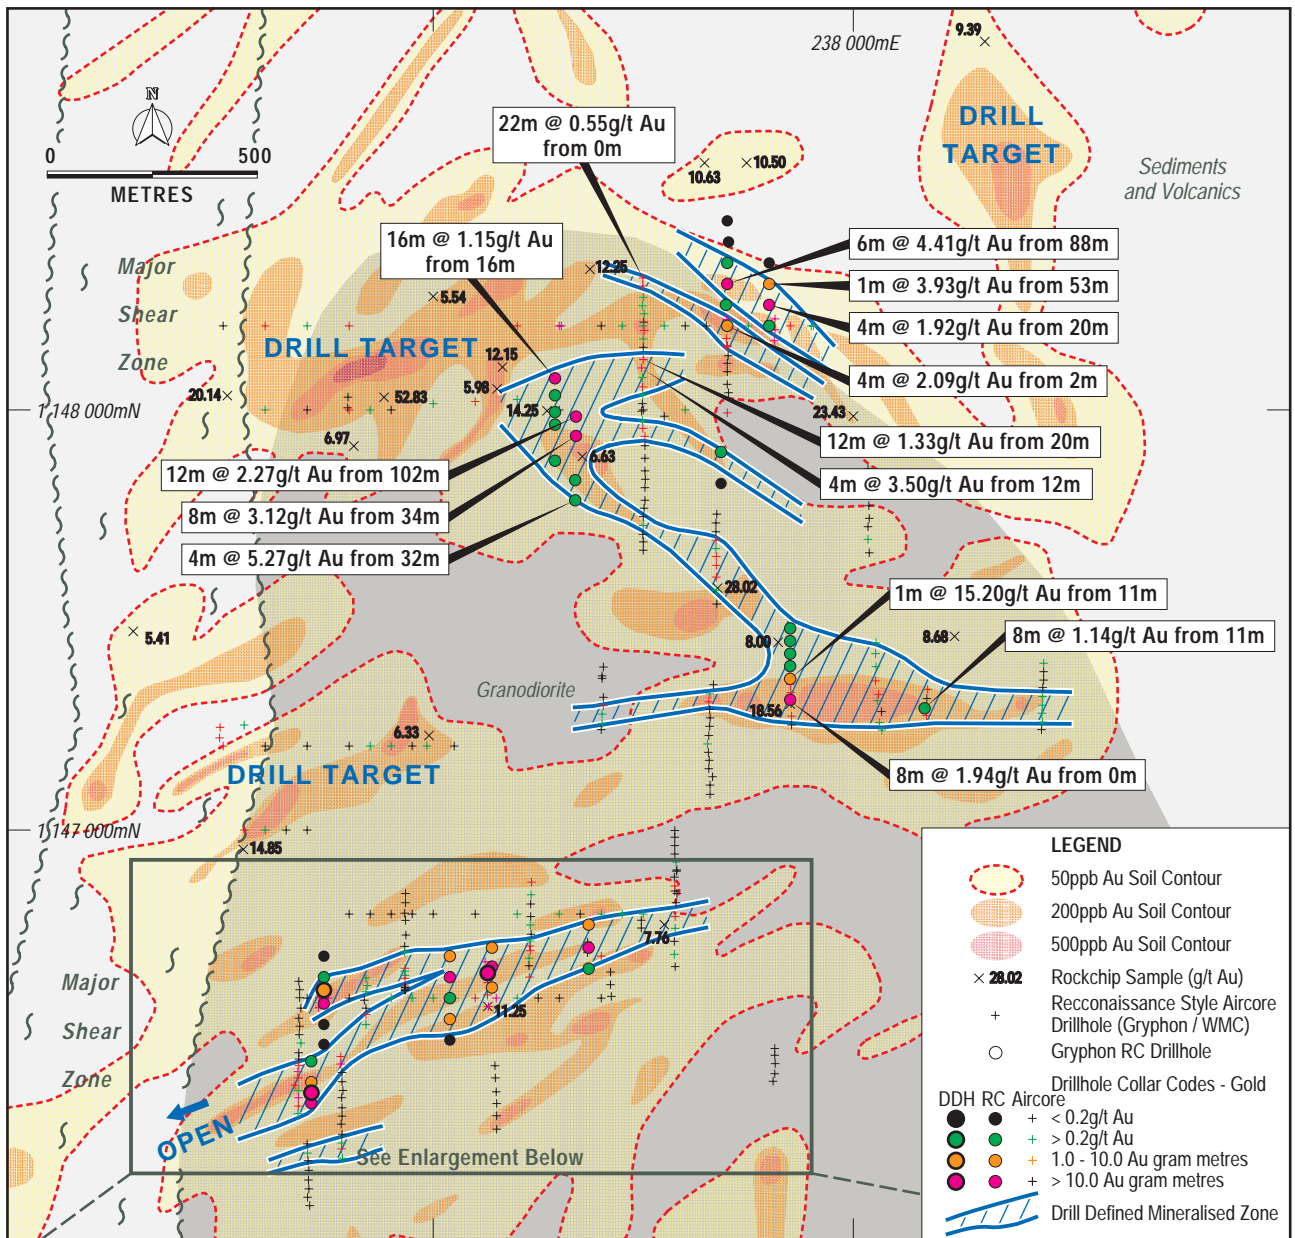 238 000mE
9.39
N
0 500
METRES
22m @ 0.55g/t Au
from 0m
DRILL
TARGET
10.63
10.50
Sediments
and Volcanics
16m @ 1.15g/t Au
from 16m
6m @ 4.41g/t Au from 88m
1m @ 3.93g/t Au from 53m
4m @ 1.92g/t Au from 20m
4m @ 2.09g/t Au from 2m
12m @ 1.33g/t Au from 20m
4m @ 3.50g/t Au from 12m
Major
Shear
Zone
12.25
5.54
DRILL TARGET
12.15
5.98
20.14
52.83
14.25
23.43
1 148 000mN
6.97
6.63
12m @ 2.27g/t Au from 102m
8m @ 3.12g/t Au from 34m
4m @ 5.27g/t Au from 32m
28.02
1m @ 15.20g/t Au from 11m
8m @ 1.14g/t Au from 11m
5.41
8.00
8.68
Granodiorite
18.56
6.33
DRILL TARGET
8m @ 1.94g/t Au from 0m
1 147 000mN
14.85
7.76
11.25
Major
Shear
Zone
OPEN
See Enlargement Below
LEGEND
50ppb Au Soil Contour
200ppb Au Soil Contour
500ppb Au Soil Contour
28.02 Rockchip Sample (g/t Au)
Recconaissance Style Aircore
Drillhole (Gryphon / WMC)
Gryphon RC Drillhole
Drillhole Collar Codes - Gold
DDH RC Aircore
< 0.2g/t Au
> 0.2g/t Au
1.0 - 10.0 Au gram metres
> 10.0 Au gram metres
Drill Defined Mineralised Zone